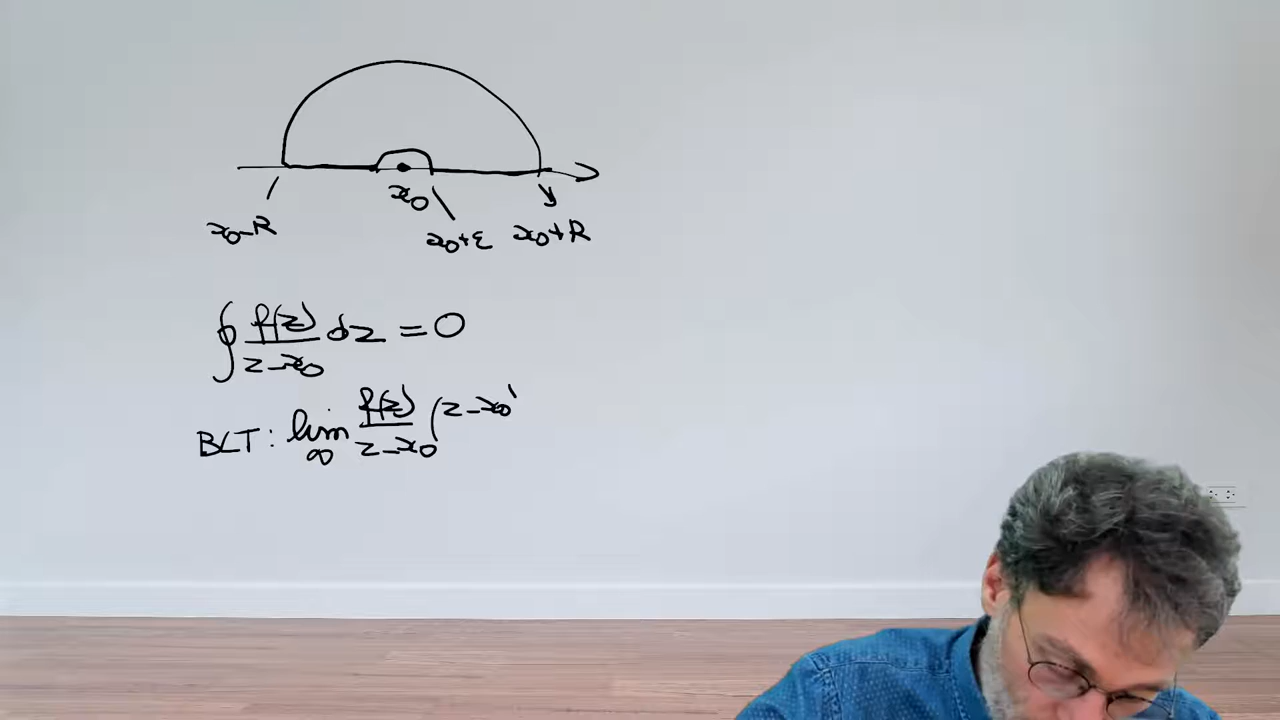 x₀
x₀-R
x₀+ε
x₀+R
∮ f(z)/(z-x₀) dz = 0
BLT: lim ∞ f(z)/(z-x₀) (z-x₀